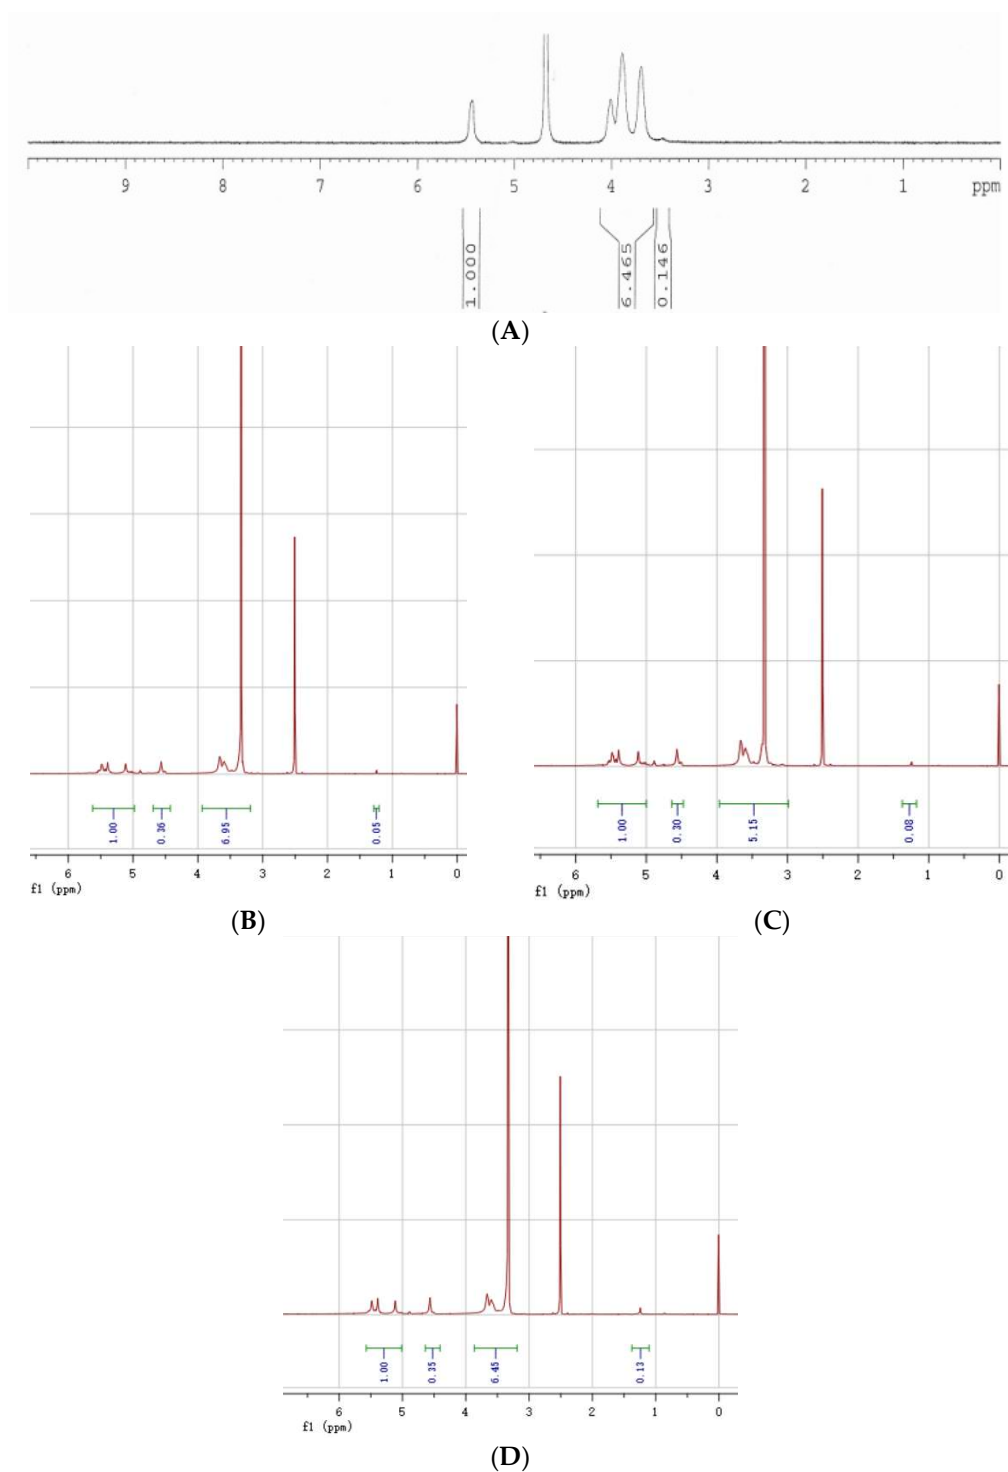 9 8 7 6 5 4 3 2 1 ppm
1.000 6.465 0.146
(A)
1.00 0.36 6.95 0.05
6 5 4 3 2 1 0
f1 (ppm)
(B)
1.00 0.30 5.15 0.08
6 5 4 3 2 1 0
f1 (ppm)
(C)
1.00 0.35 6.45 0.13
6 5 4 3 2 1 0
f1 (ppm)
(D)